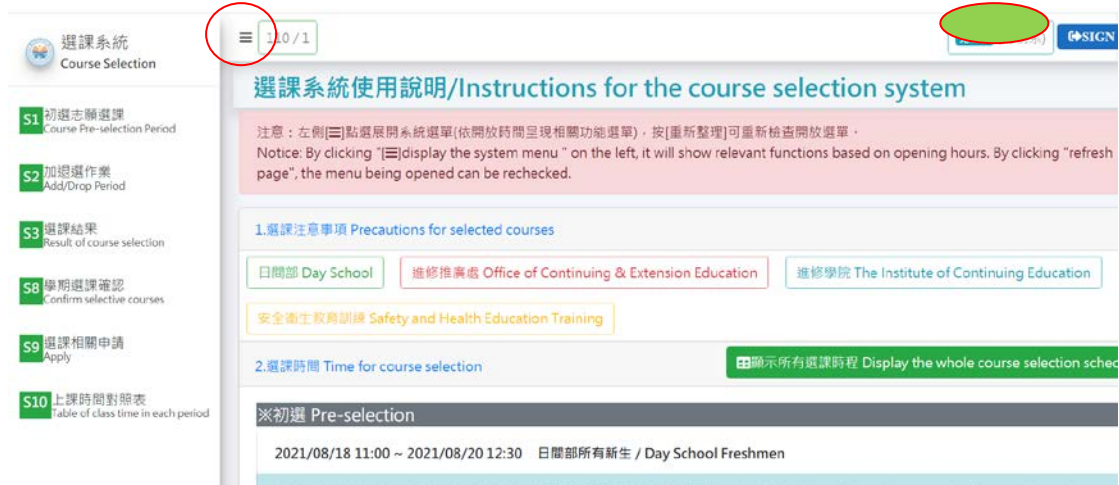 選課系統
Course Selection
S1 初選志願選課
Course Pre-selection Period
S2 加退選作業
Add/Drop Period
S3 選課結果
Result of course selection
S8 學期選課確認
Confirm selective courses
S9 選課相關申請
Apply
S10 上課時間對照表
Table of class time in each period
110 / 1
SIGN
選課系統使用說明/Instructions for the course selection system
注意：左側[☰]點選展開系統選單(依開放時間呈現相關功能選單)，按[重新整理]可重新檢查開放選單。
Notice: By clicking "[☰]display the system menu " on the left, it will show relevant functions based on opening hours. By clicking "refresh
page", the menu being opened can be rechecked.
1.選課注意事項 Precautions for selected courses
日間部 Day School
進修推廣處 Office of Continuing & Extension Education
進修學院 The Institute of Continuing Education
安全衛生教育訓練 Safety and Health Education Training
2.選課時間 Time for course selection
顯示所有選課時程 Display the whole course selection sched
※初選 Pre-selection
2021/08/18 11:00 ~ 2021/08/20 12:30 日間部所有新生 / Day School Freshmen